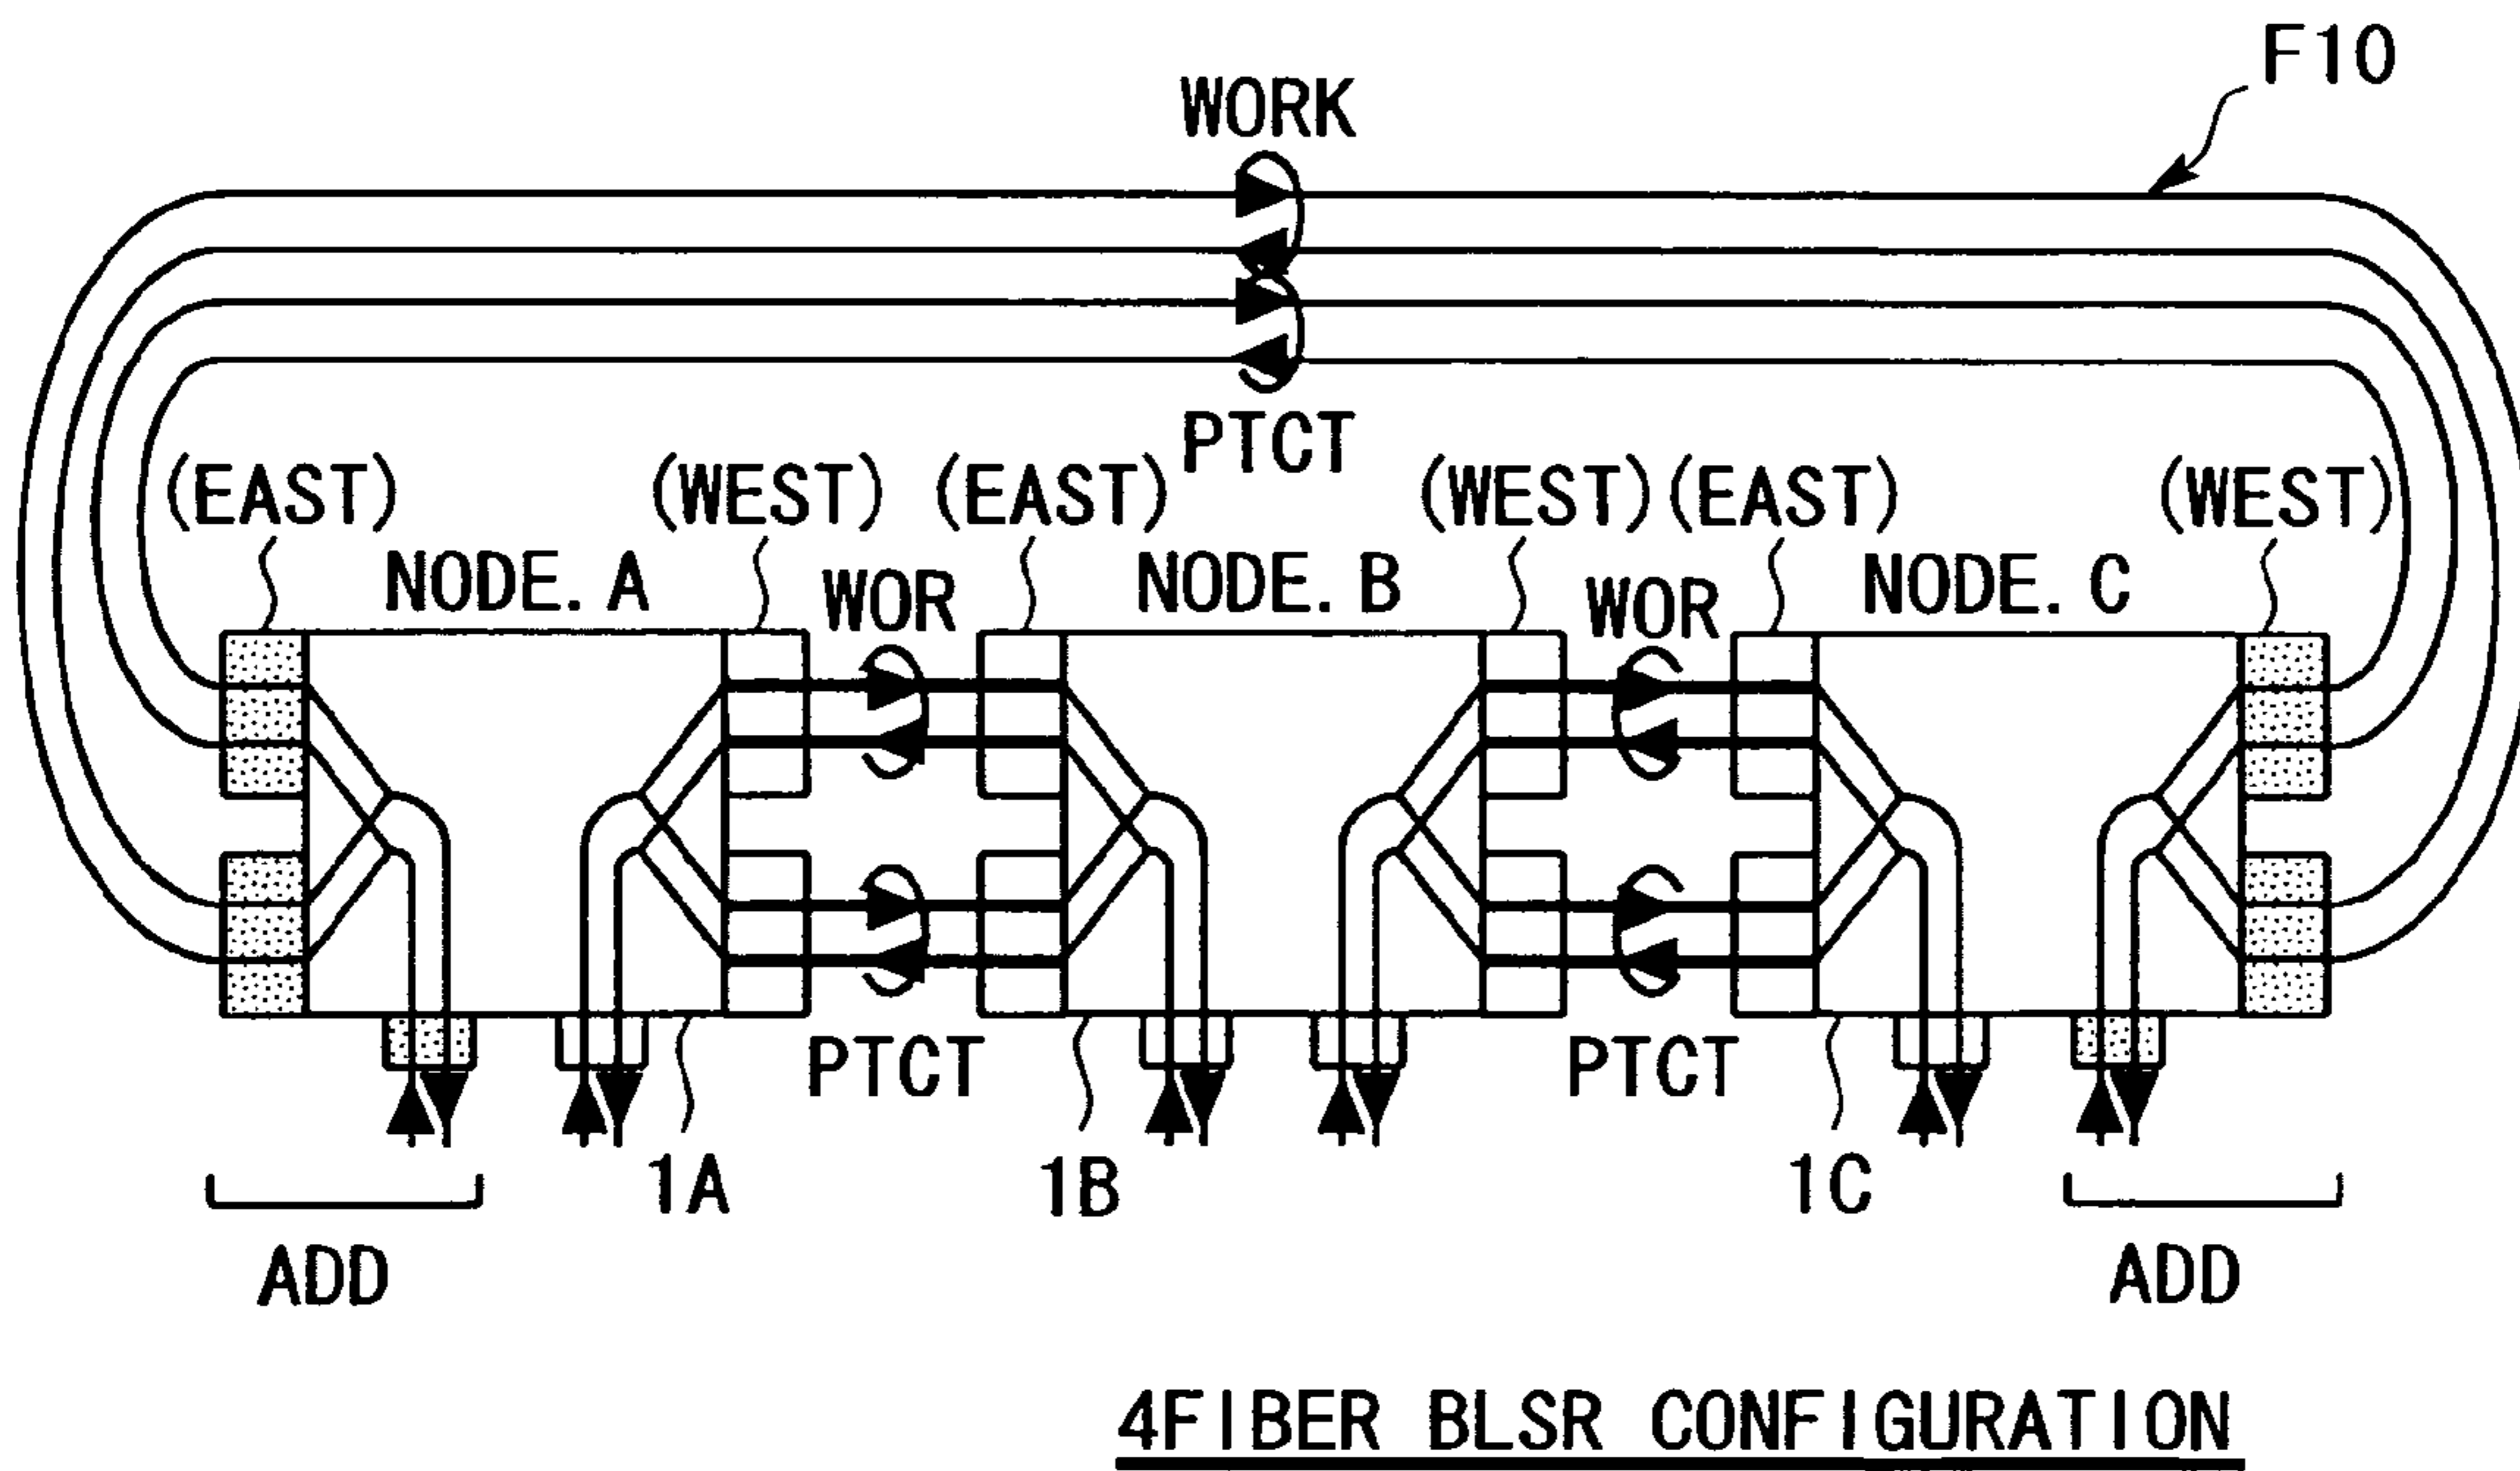 F10
WORK
PTCT
(EAST) (WEST) (EAST) (WEST) (EAST) (WEST)
NODE. A WOR NODE. B WOR NODE. C
PTCT PTCT
1A 1B 1C
ADD ADD
4FIBER BLSR CONFIGURATION